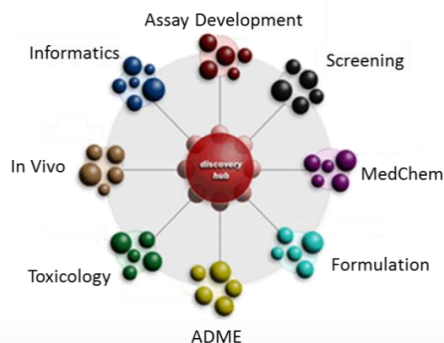 Assay Development
Informatics
Screening
In Vivo
discovery
hub
MedChem
Toxicology
Formulation
ADME